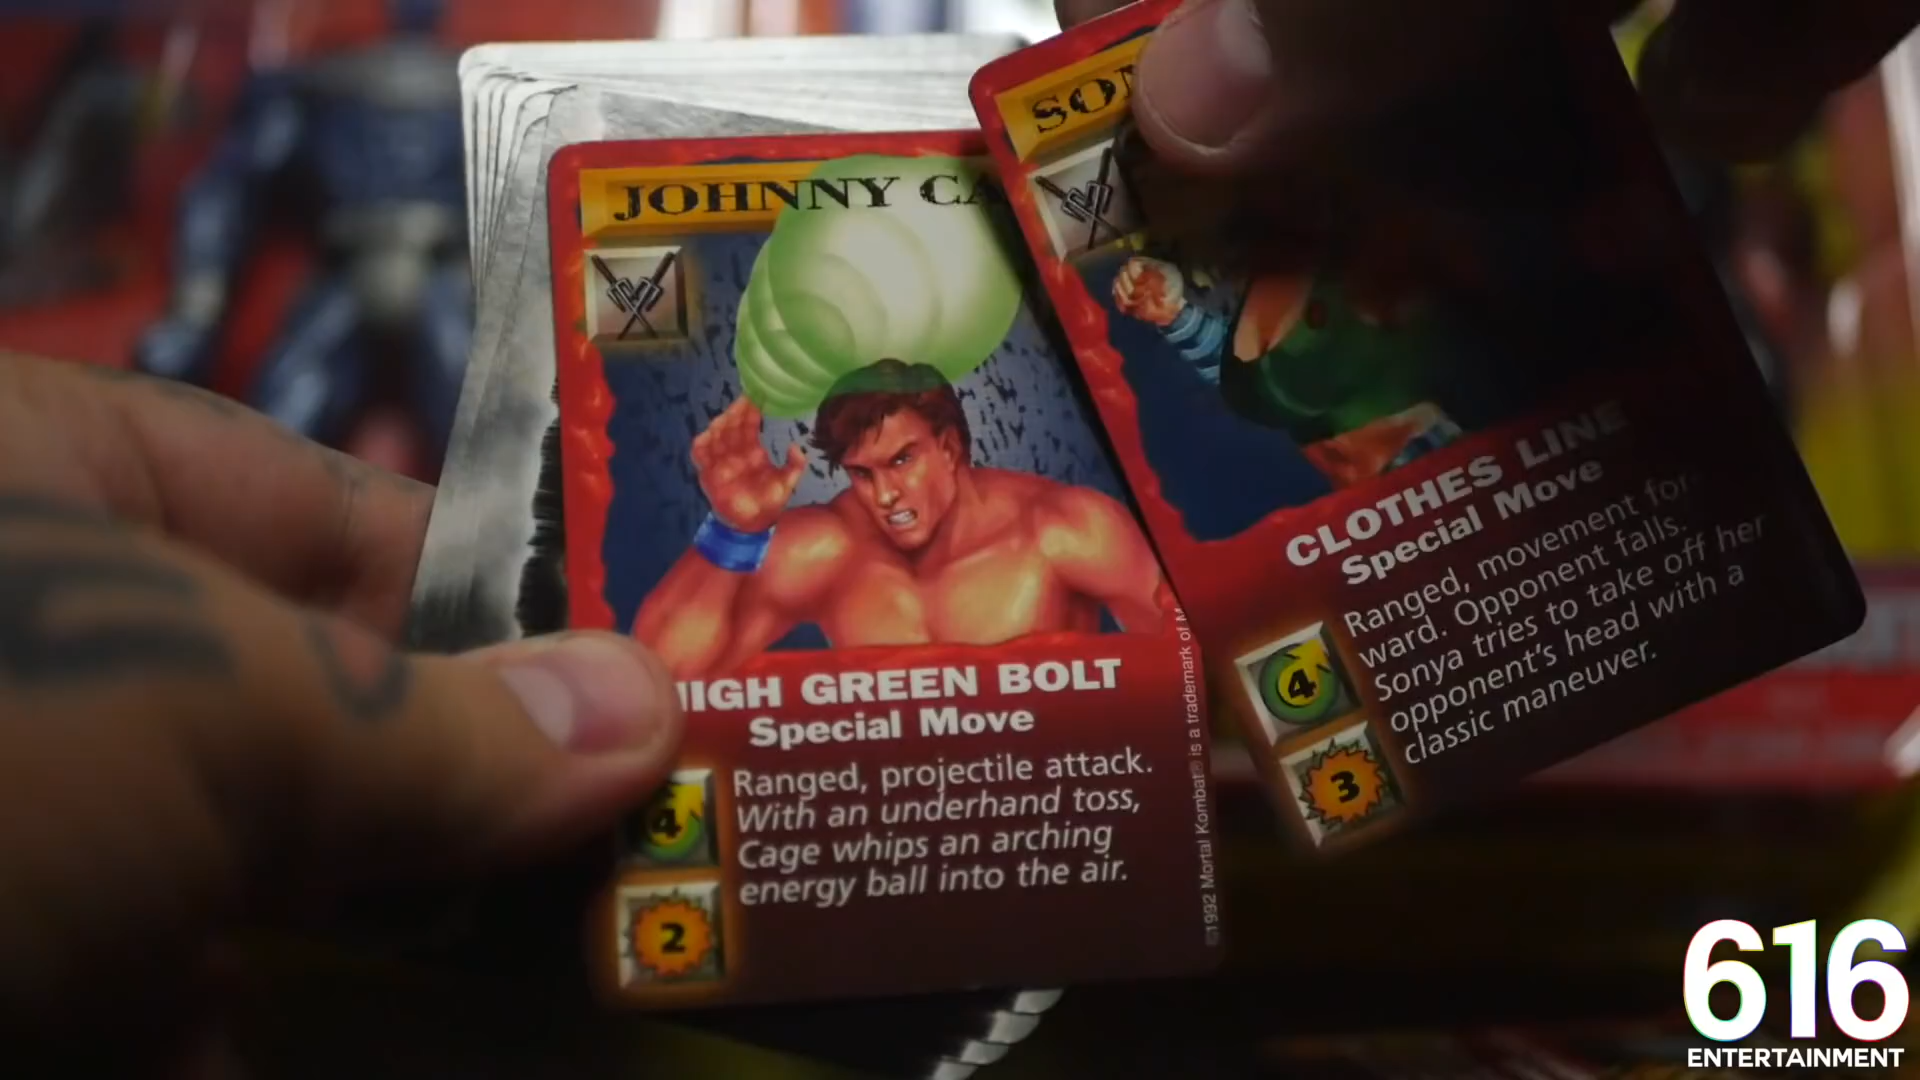 JOHNNY CA
HIGH GREEN BOLT
Special Move
4
Ranged, projectile attack.
With an underhand toss,
Cage whips an arching
energy ball into the air.
2
©1992 Mortal Kombat® is a trademark of M
SON
CLOTHES LINE
Special Move
4
Ranged, movement for-
ward. Opponent falls.
Sonya tries to take off her
opponent's head with a
classic maneuver.
3
616
ENTERTAINMENT